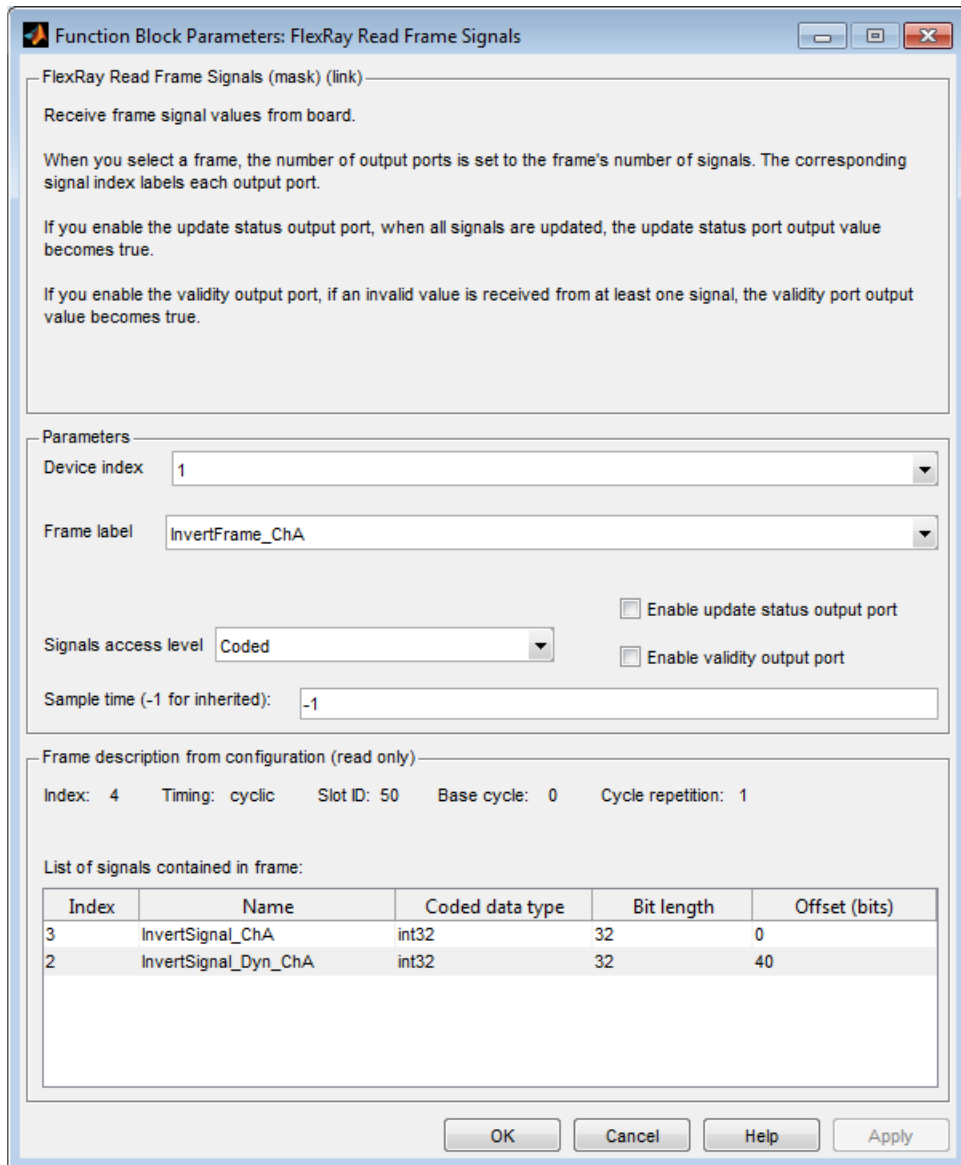 Function Block Parameters: FlexRay Read Frame Signals
FlexRay Read Frame Signals (mask) (link)
Receive frame signal values from board.
When you select a frame, the number of output ports is set to the frame's number of signals. The corresponding
signal index labels each output port.
If you enable the update status output port, when all signals are updated, the update status port output value
becomes true.
If you enable the validity output port, if an invalid value is received from at least one signal, the validity port output
value becomes true.
Parameters
Device index 1
Frame label InvertFrame_ChA
Enable update status output port
Signals access level Coded
Enable validity output port
Sample time (-1 for inherited): -1
Frame description from configuration (read only)
Index: 4 Timing: cyclic Slot ID: 50 Base cycle: 0 Cycle repetition: 1
List of signals contained in frame:
Index Name Coded data type Bit length Offset (bits)
3 InvertSignal_ChA int32 32 0
2 InvertSignal_Dyn_ChA int32 32 40
OK Cancel Help Apply